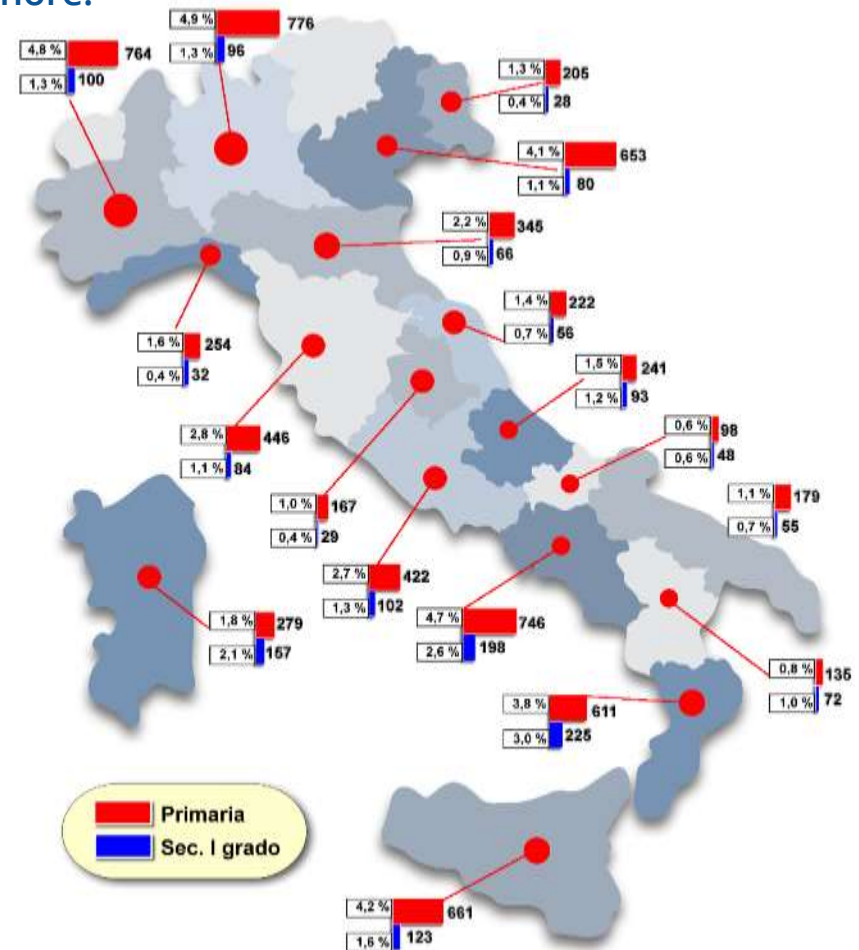 4,9 % 776
1,3 % 96
4,8 % 764
1,3 % 100
1,3 % 205
0,4 % 28
4,1 % 653
1,1 % 80
2,2 % 345
0,9 % 66
1,4 % 222
0,7 % 56
1,6 % 254
0,4 % 32
1,5 % 241
1,2 % 93
2,8 % 446
1,1 % 84
0,6 % 98
0,6 % 48
1,0 % 167
0,4 % 29
1,1 % 179
0,7 % 55
2,7 % 422
1,3 % 102
1,8 % 279
2,1 % 157
4,7 % 746
2,6 % 198
0,8 % 135
1,0 % 72
3,8 % 611
3,0 % 225
Primaria
Sec. I grado
4,2 % 661
1,6 % 123